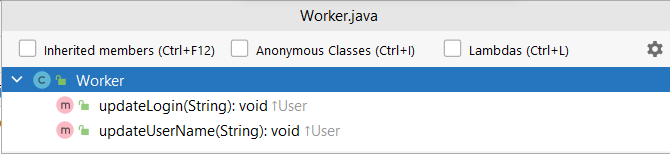 Worker.java
Inherited members (Ctrl+F12) Anonymous Classes (Ctrl+I) Lambdas (Ctrl+L)
C Worker
m updateLogin(String): void ↑User
m updateUserName(String): void ↑User